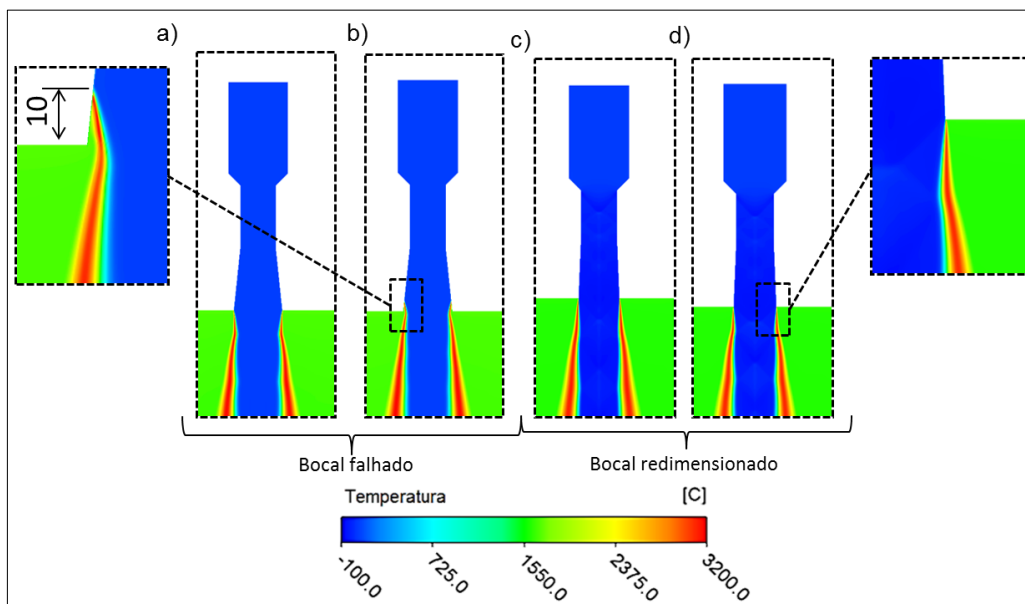 a)
b)
c)
d)
10
Bocal falhado
Bocal redimensionado
Temperatura [C]
-100.0 725.0 1550.0 2375.0 3200.0